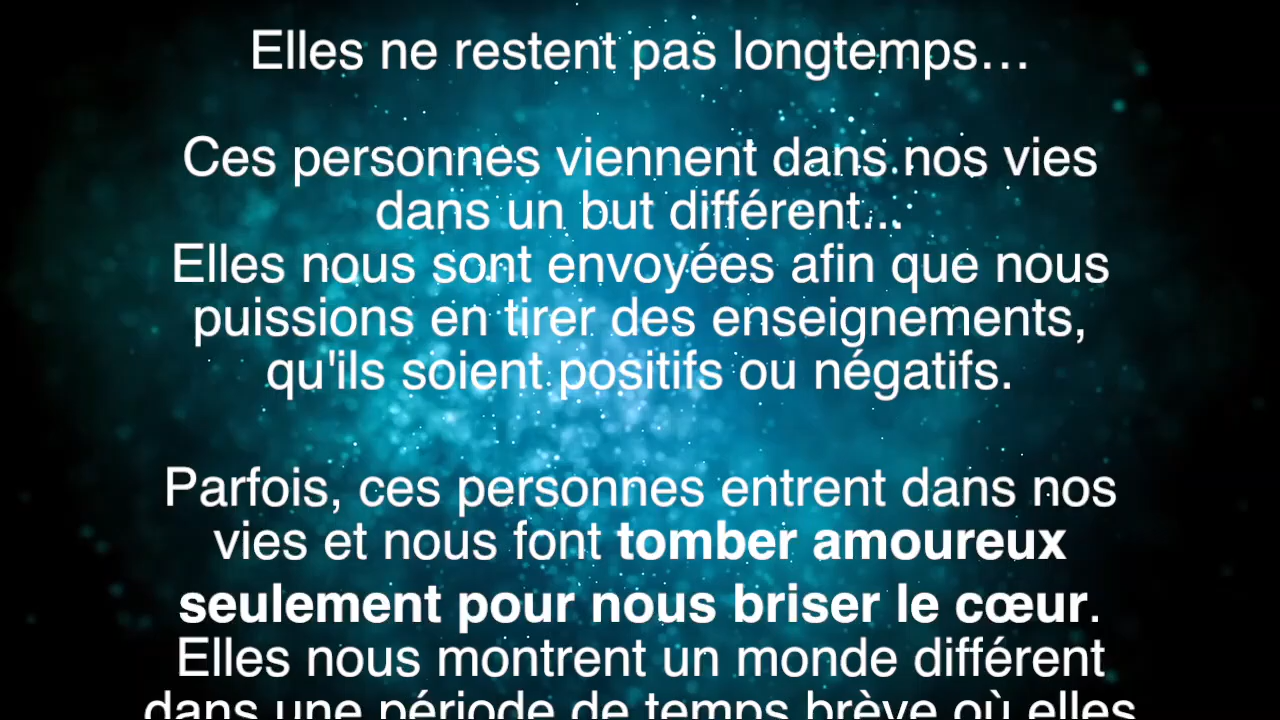 Elles ne restent pas longtemps…
Ces personnes viennent dans nos vies
dans un but différent...
Elles nous sont envoyées afin que nous
puissions en tirer des enseignements,
qu'ils soient positifs ou négatifs.
Parfois, ces personnes entrent dans nos
vies et nous font tomber amoureux
seulement pour nous briser le cœur.
Elles nous montrent un monde différent
dans une période de temps brève où elles